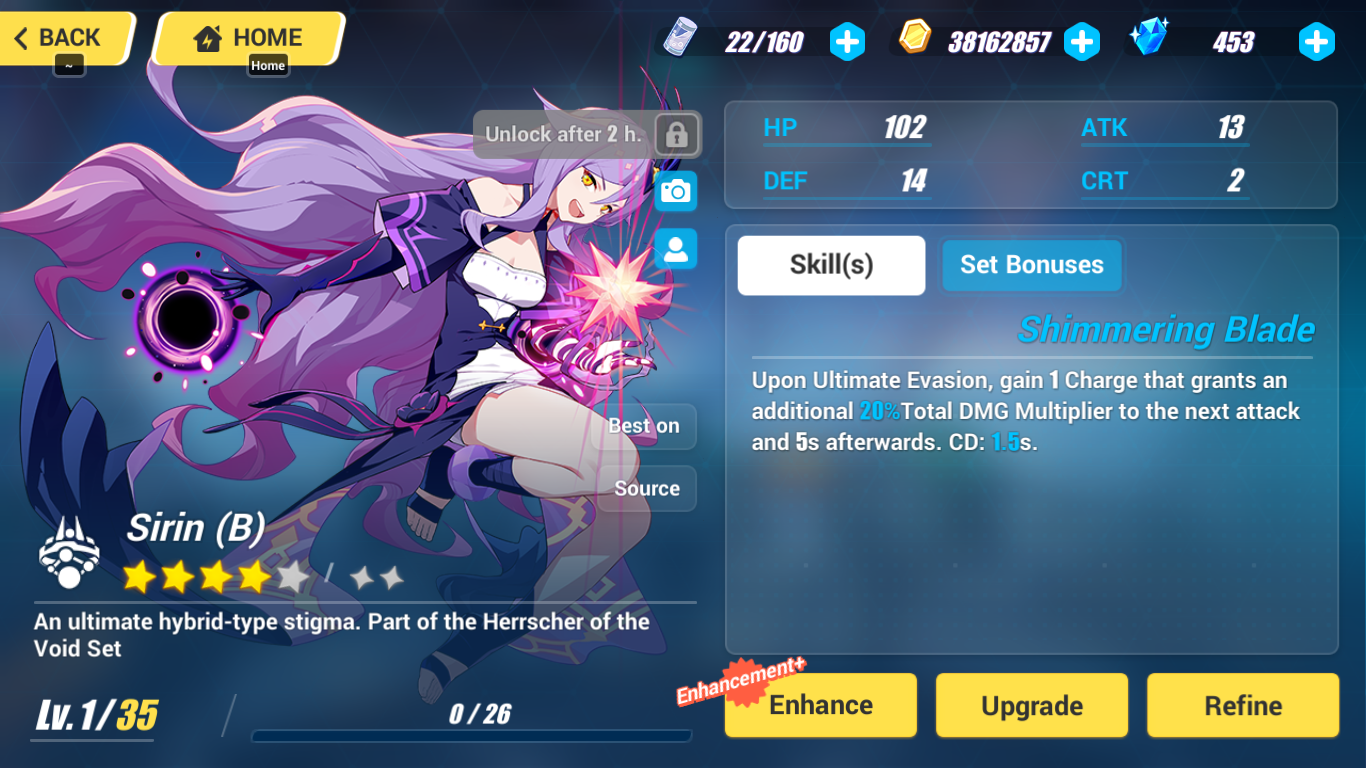 BACK
~
HOME
Home
22/160
38162857
453
Unlock after 2 h.
HP 102
ATK 13
DEF 14
CRT 2
Skill(s)
Set Bonuses
Shimmering Blade
Upon Ultimate Evasion, gain 1 Charge that grants an
additional 20%Total DMG Multiplier to the next attack
and 5s afterwards. CD: 1.5s.
Best on
Source
Sirin (B)
An ultimate hybrid-type stigma. Part of the Herrscher of the
Void Set
Lv. 1/35
0 / 26
Enhancement+
Enhance
Upgrade
Refine